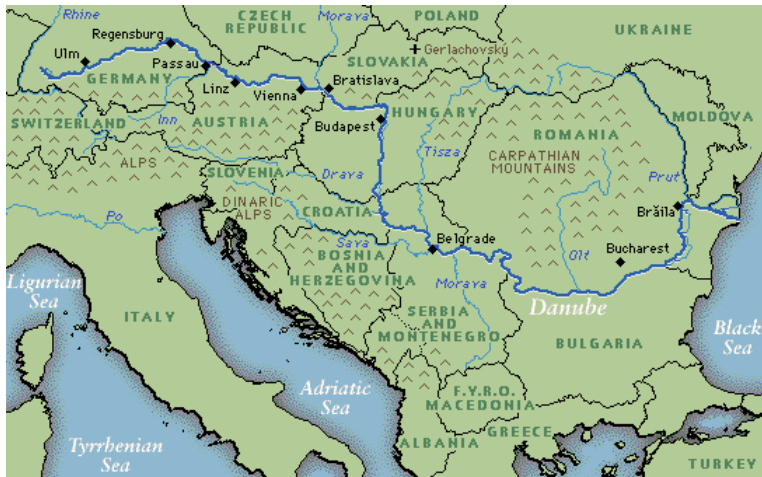 Rhine
CZECH
REPUBLIC
Morava
POLAND
UKRAINE
Regensburg
Ulm
Gerlachovský
SLOVAKIA
Passau
GERMANY
Linz
Vienna
Bratislava
HUNGARY
MOLDOVA
SWITZERLAND
Inn
AUSTRIA
Budapest
ROMANIA
ALPS
Tisza
CARPATHIAN
MOUNTAINS
SLOVENIA
Drava
Prut
DINARIC
ALPS
CROATIA
Po
Brăila
Sava
Belgrade
Bucharest
BOSNIA
AND
HERZEGOVINA
Olt
Morava
Ligurian
Sea
Danube
ITALY
SERBIA
AND
MONTENEGRO
BULGARIA
Black
Sea
Adriatic
Sea
F.Y.R.O.
MACEDONIA
GREECE
ALBANIA
Tyrrhenian
Sea
TURKEY